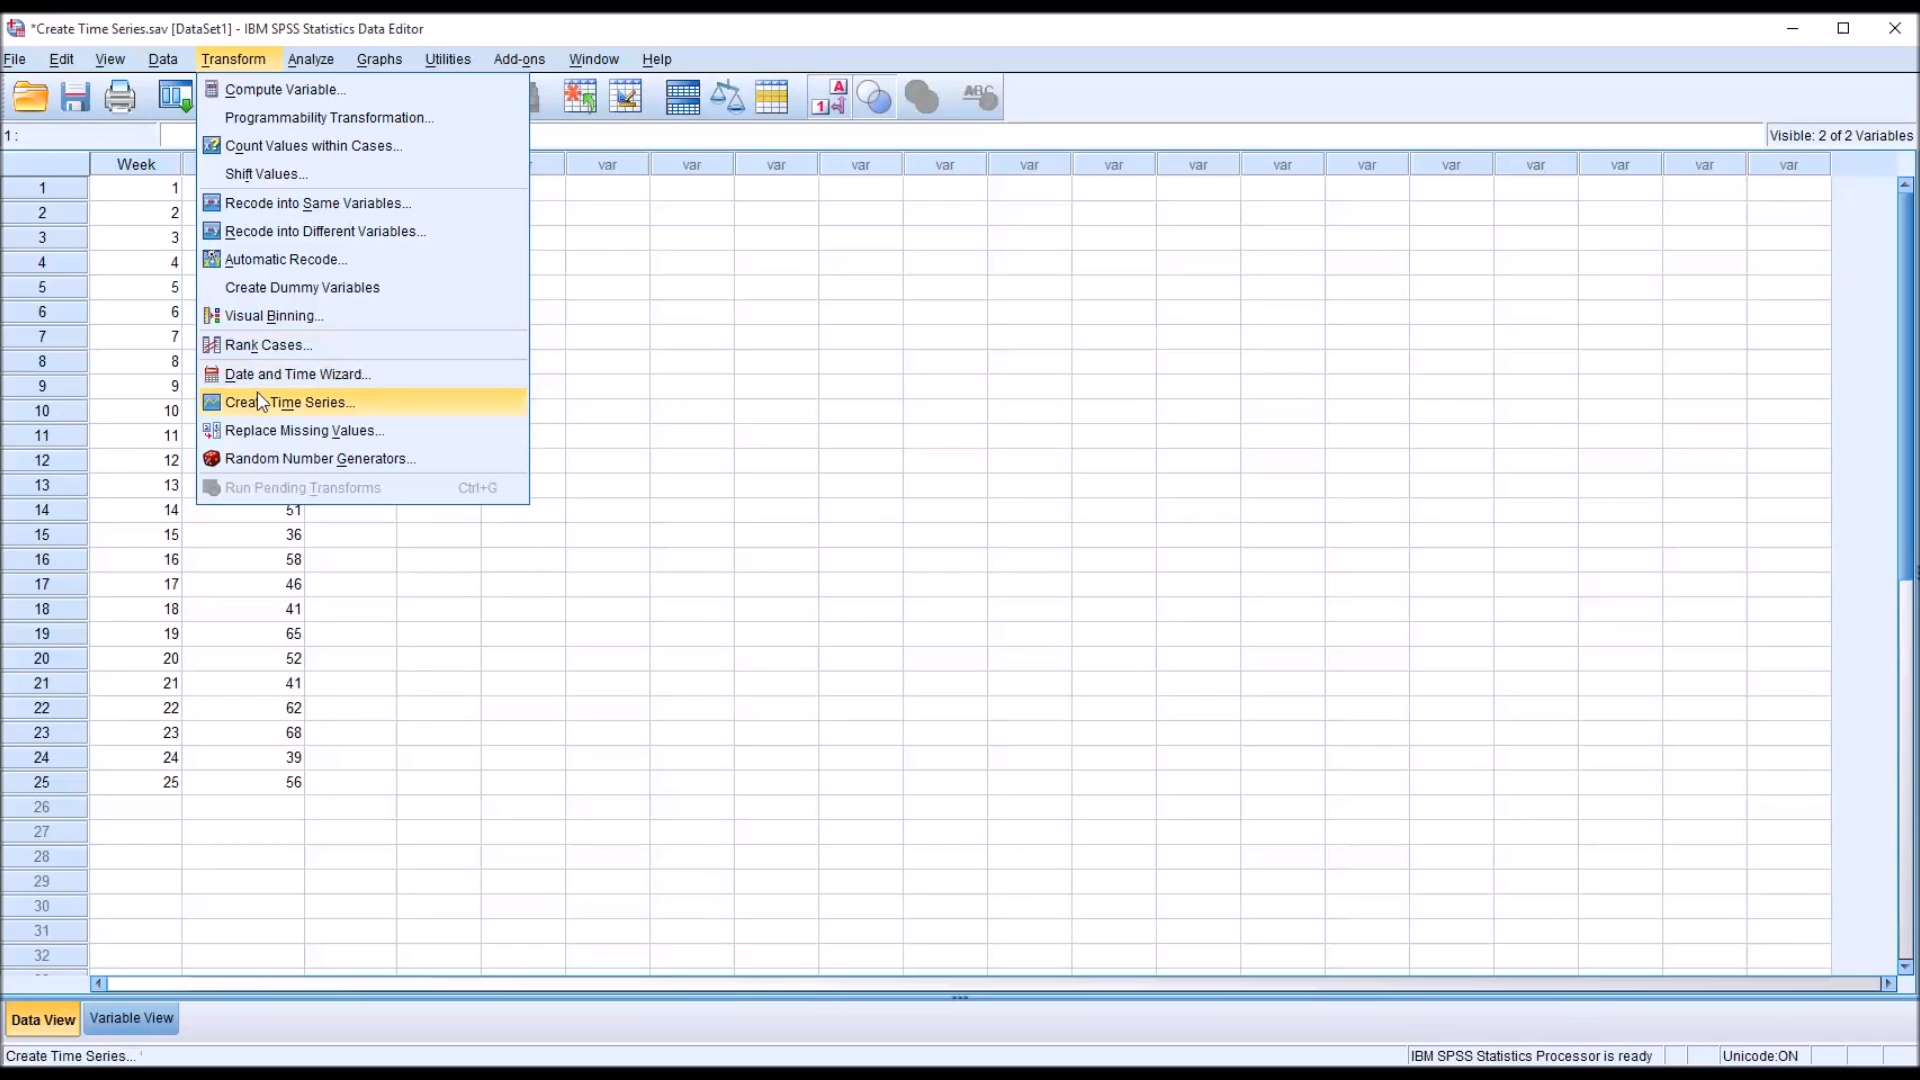 *Create Time Series.sav [DataSet1] - IBM SPSS Statistics Data Editor
File Edit View Data Transform Analyze Graphs Utilities Add-ons Window Help
1 :
Visible: 2 of 2 Variables
Compute Variable...
Programmability Transformation...
Count Values within Cases...
Shift Values...
Recode into Same Variables...
Recode into Different Variables...
Automatic Recode...
Create Dummy Variables
Visual Binning...
Rank Cases...
Date and Time Wizard...
Create Time Series...
Replace Missing Values...
Random Number Generators...
Run Pending Transforms Ctrl+G
Week var var var var var var var var var var var var var var var
1 1
2 2
3 3
4 4
5 5
6 6
7 7
8 8
9 9
10 10
11 11
12 12
13 13
14 14 51
15 15 36
16 16 58
17 17 46
18 18 41
19 19 65
20 20 52
21 21 41
22 22 62
23 23 68
24 24 39
25 25 56
26
27
28
29
30
31
32
Data View Variable View
Create Time Series...
IBM SPSS Statistics Processor is ready Unicode:ON